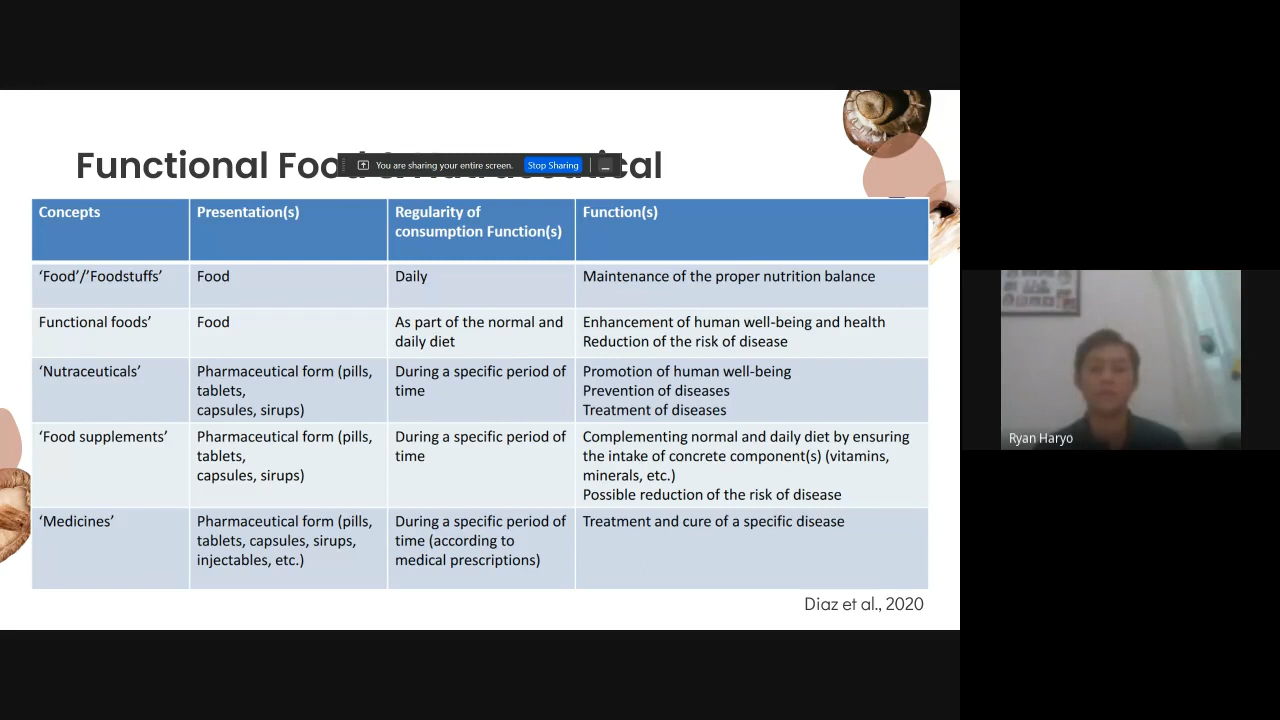 Functional Foo
cal
You are sharing your entire screen.
Stop Sharing
Concepts
Presentation(s)
Regularity of
consumption Function(s)
Function(s)
‘Food’/’Foodstuffs’
Food
Daily
Maintenance of the proper nutrition balance
Functional foods’
Food
As part of the normal and
daily diet
Enhancement of human well-being and health
Reduction of the risk of disease
‘Nutraceuticals’
Pharmaceutical form (pills,
tablets,
capsules, sirups)
During a specific period of
time
Promotion of human well-being
Prevention of diseases
Treatment of diseases
‘Food supplements’
Pharmaceutical form (pills,
tablets,
capsules, sirups)
During a specific period of
time
Complementing normal and daily diet by ensuring
the intake of concrete component(s) (vitamins,
minerals, etc.)
Possible reduction of the risk of disease
‘Medicines’
Pharmaceutical form (pills,
tablets, capsules, sirups,
injectables, etc.)
During a specific period of
time (according to
medical prescriptions)
Treatment and cure of a specific disease
Diaz et al., 2020
Ryan Haryo